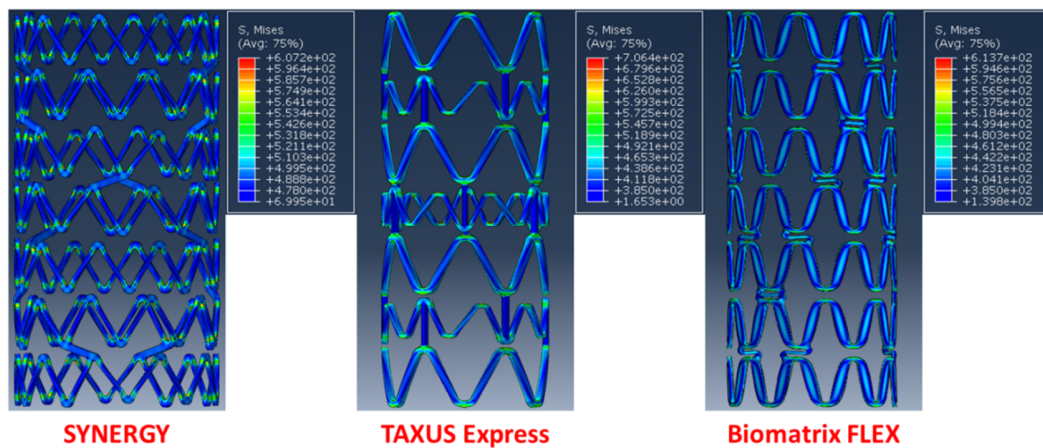 S, Mises
(Avg: 75%)
+6.072e+02
+5.964e+02
+5.857e+02
+5.749e+02
+5.641e+02
+5.534e+02
+5.426e+02
+5.318e+02
+5.211e+02
+5.103e+02
+4.995e+02
+4.888e+02
+4.780e+02
+6.995e+01
S, Mises
(Avg: 75%)
+7.064e+02
+6.796e+02
+6.528e+02
+6.260e+02
+5.993e+02
+5.725e+02
+5.457e+02
+5.189e+02
+4.921e+02
+4.653e+02
+4.386e+02
+4.118e+02
+3.850e+02
+1.653e+00
S, Mises
(Avg: 75%)
+6.137e+02
+5.946e+02
+5.756e+02
+5.565e+02
+5.375e+02
+5.184e+02
+4.994e+02
+4.803e+02
+4.612e+02
+4.422e+02
+4.231e+02
+4.041e+02
+3.850e+02
+1.398e+02
SYNERGY
TAXUS Express
Biomatrix FLEX